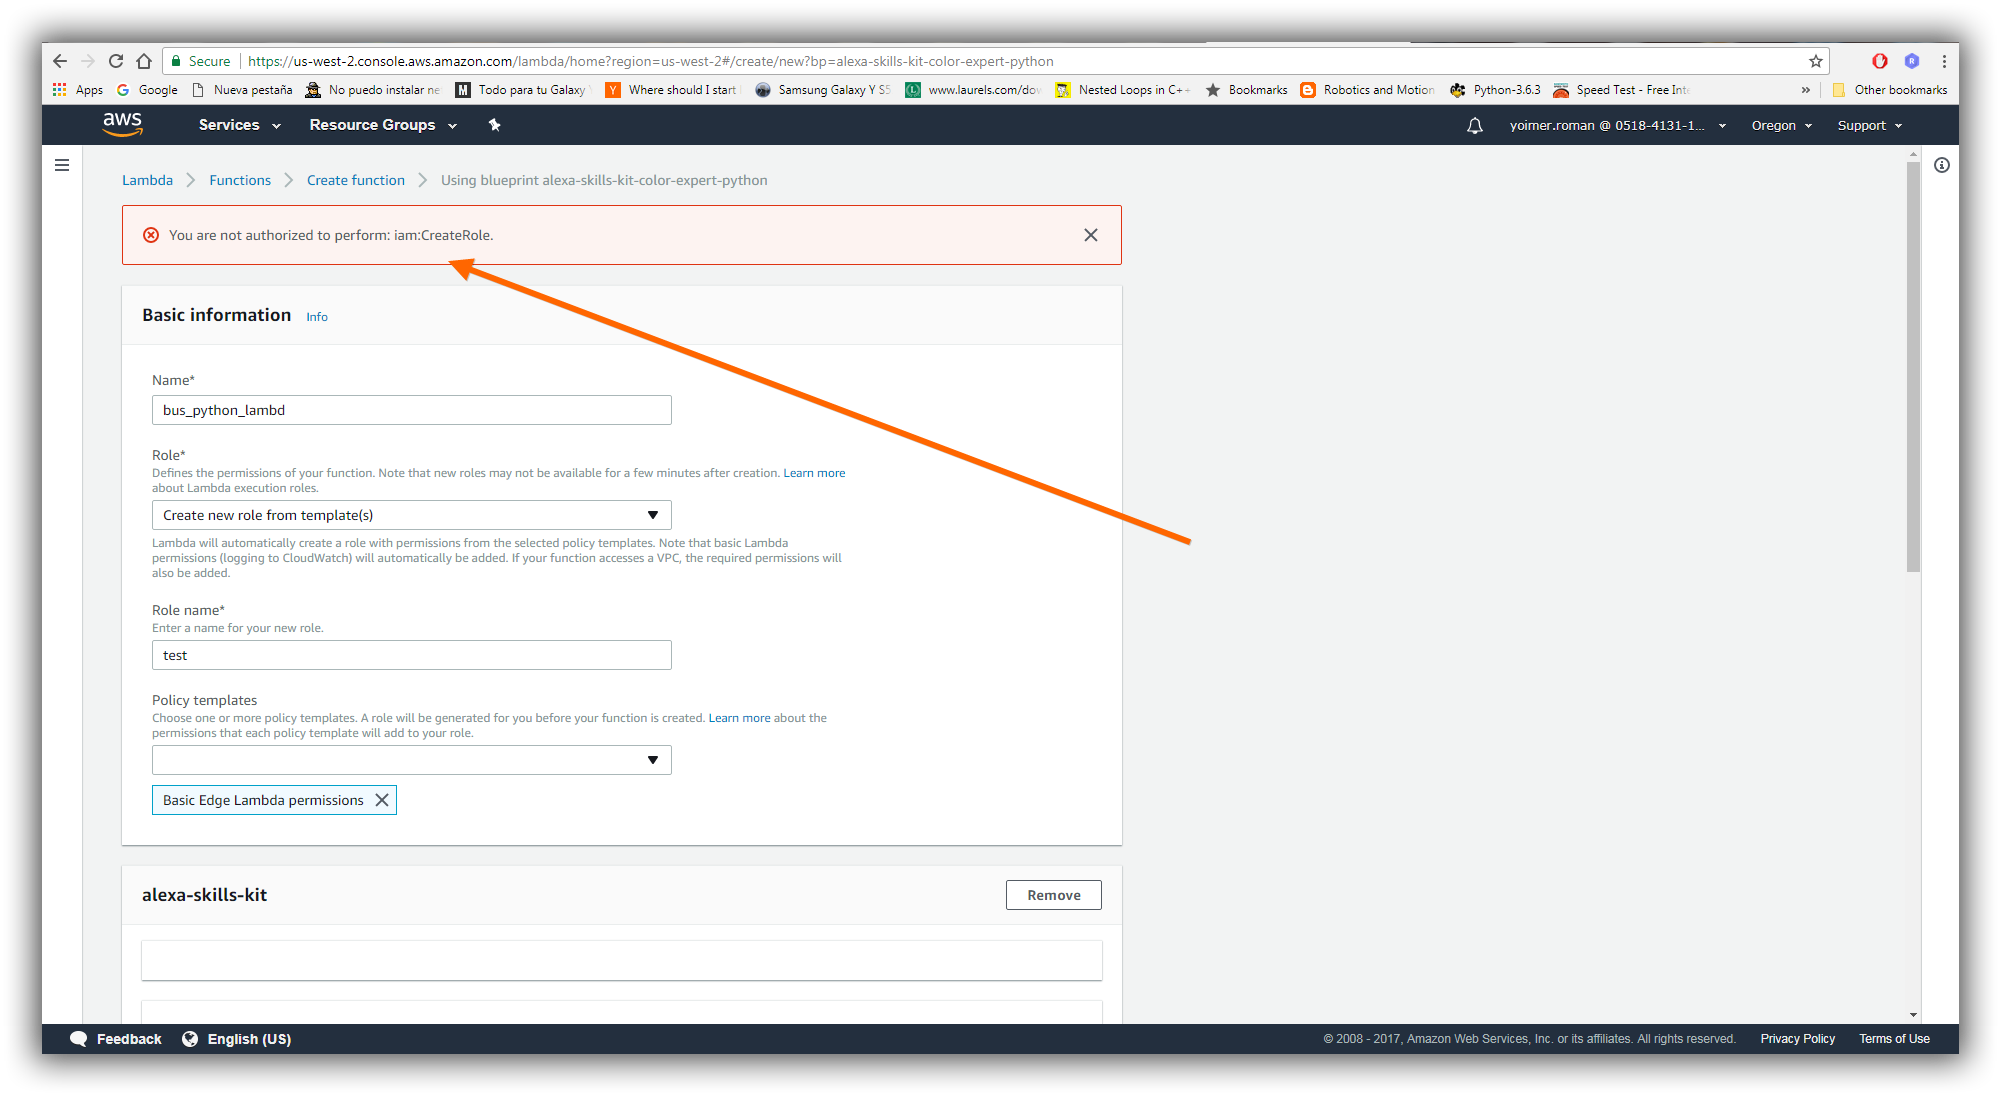 Secure https://us-west-2.console.aws.amazon.com/lambda/home?region=us-west-2#/create/new?bp=alexa-skills-kit-color-expert-python
Apps Google Nueva pestaña No puedo instalar ne Todo para tu Galaxy Y Where should I start Samsung Galaxy Y S5 www.laurels.com/dow Nested Loops in C++ Bookmarks Robotics and Motion Python-3.6.3 Speed Test - Free Inte » Other bookmarks
aws Services Resource Groups yoimer.roman @ 0518-4131-1... Oregon Support
Lambda Functions Create function Using blueprint alexa-skills-kit-color-expert-python
You are not authorized to perform: iam:CreateRole.
Basic information Info
Name*
bus_python_lambd
Role*
Defines the permissions of your function. Note that new roles may not be available for a few minutes after creation. Learn more
about Lambda execution roles.
Create new role from template(s)
Lambda will automatically create a role with permissions from the selected policy templates. Note that basic Lambda
permissions (logging to CloudWatch) will automatically be added. If your function accesses a VPC, the required permissions will
also be added.
Role name*
Enter a name for your new role.
test
Policy templates
Choose one or more policy templates. A role will be generated for you before your function is created. Learn more about the
permissions that each policy template will add to your role.
Basic Edge Lambda permissions
alexa-skills-kit Remove
Feedback English (US) © 2008 - 2017, Amazon Web Services, Inc. or its affiliates. All rights reserved. Privacy Policy Terms of Use